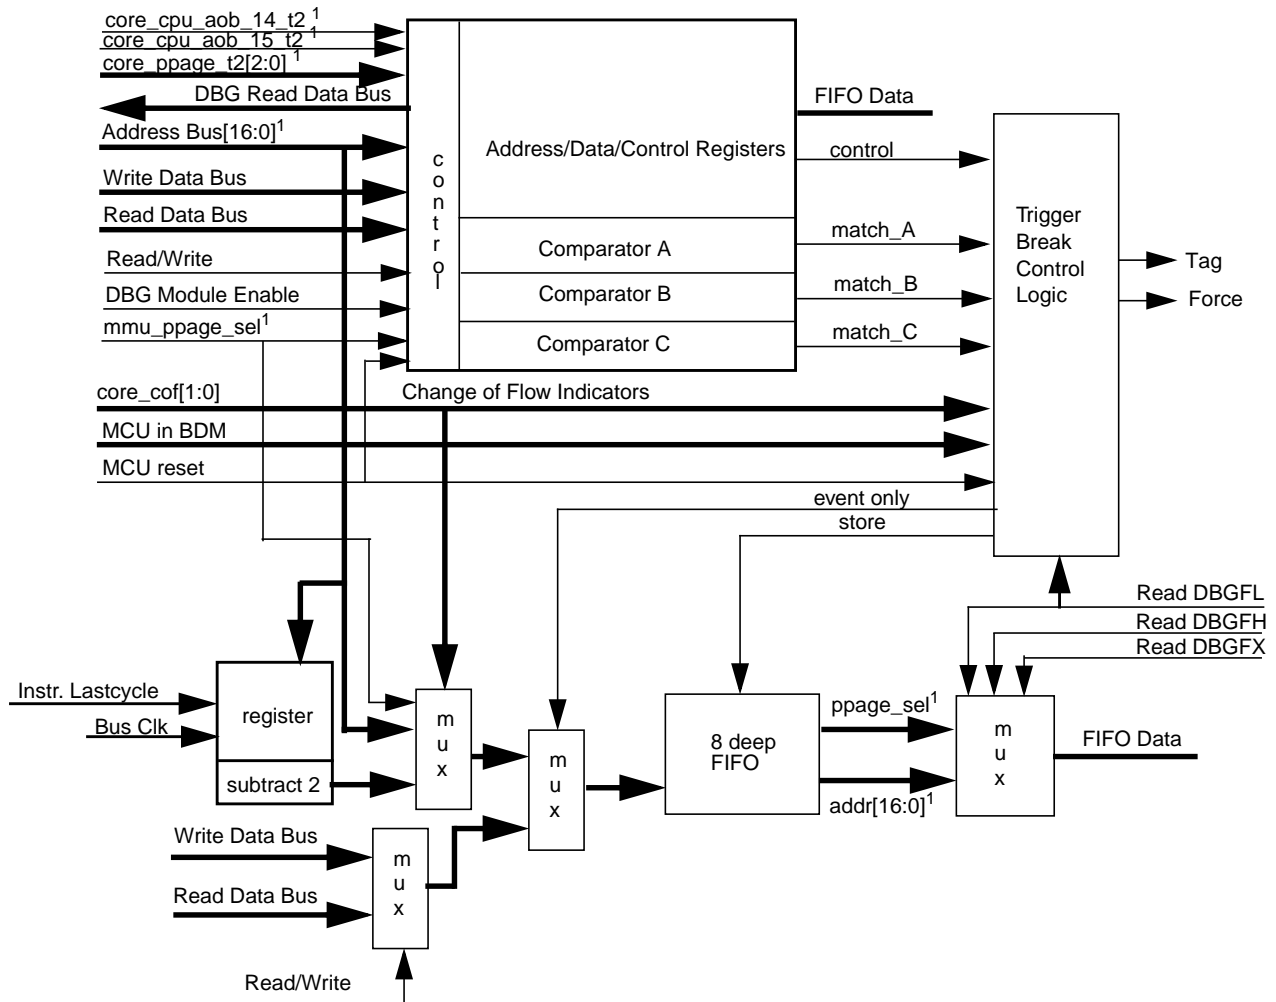 core_cpu_aob_14_t2 1
core_cpu_aob_15_t2 1
core_ppage_t2[2:0] 1
DBG Read Data Bus
Address Bus[16:0]1
Write Data Bus
Read Data Bus
Read/Write
DBG Module Enable
mmu_ppage_sel1
control
Address/Data/Control Registers
Comparator A
Comparator B
Comparator C
FIFO Data
control
match_A
match_B
match_C
Trigger
Break
Control
Logic
Tag
Force
core_cof[1:0]
Change of Flow Indicators
MCU in BDM
MCU reset
event only
store
Read DBGFL
Read DBGFH
Read DBGFX
Instr. Lastcycle
Bus Clk
register
subtract 2
mux
mux
8 deep
FIFO
ppage_sel1
addr[16:0]1
mux
FIFO Data
Write Data Bus
Read Data Bus
mux
Read/Write